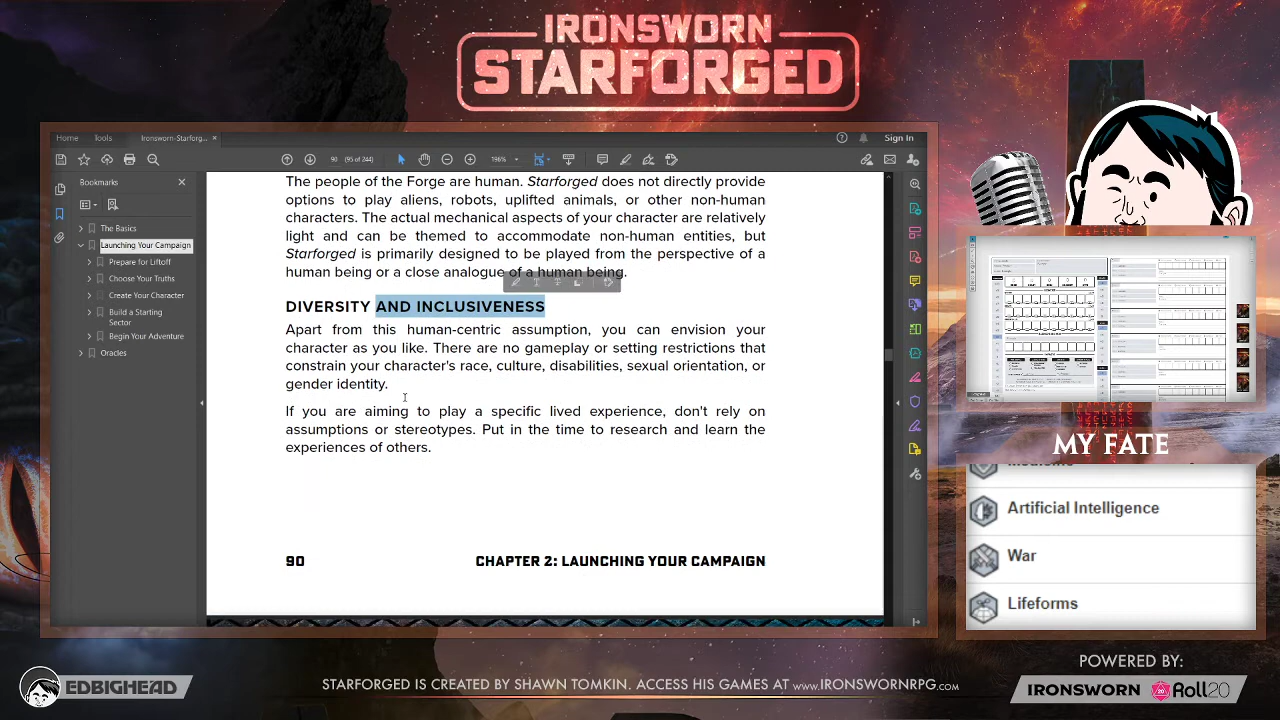 IRONSWORN
STARFORGED
Home Tools Ironsworn-Starforg... × Sign In
90 (95 of 244) 196%
Bookmarks
The Basics
Launching Your Campaign
Prepare for Liftoff
Choose Your Truths
Create Your Character
Build a Starting
Sector
Begin Your Adventure
Oracles
The people of the Forge are human. Starforged does not directly provide
options to play aliens, robots, uplifted animals, or other non-human
characters. The actual mechanical aspects of your character are relatively
light and can be themed to accommodate non-human entities, but
Starforged is primarily designed to be played from the perspective of a
human being or a close analogue of a human being.
DIVERSITY AND INCLUSIVENESS
Apart from this human-centric assumption, you can envision your
character as you like. There are no gameplay or setting restrictions that
constrain your character's race, culture, disabilities, sexual orientation, or
gender identity.
If you are aiming to play a specific lived experience, don't rely on
assumptions or stereotypes. Put in the time to research and learn the
experiences of others.
90 CHAPTER 2: LAUNCHING YOUR CAMPAIGN
MY FATE
Medicine
Artificial Intelligence
War
Lifeforms
EDBIGHEAD
STARFORGED IS CREATED BY SHAWN TOMKIN. ACCESS HIS GAMES AT www.IRONSWORNRPG.com
POWERED BY:
IRONSWORN 20 Roll20